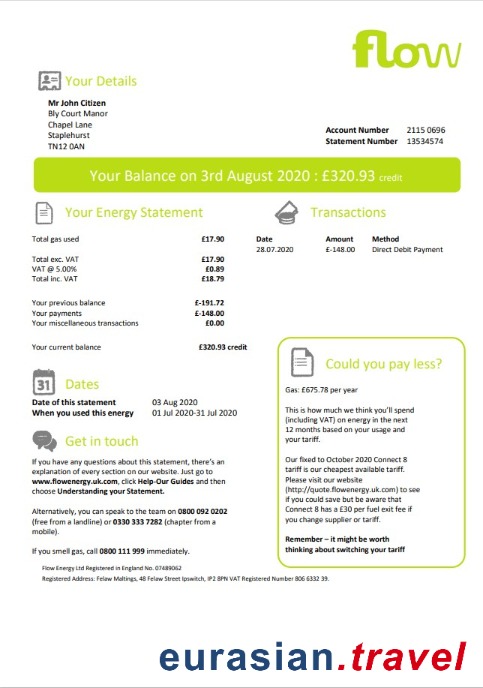 flow
Your Details
Mr John Citizen
Bly Court Manor
Chapel Lane
Staplehurst
TN12 0AN
Account Number 2115 0696
Statement Number 13534574
Your Balance on 3rd August 2020 : £320.93 credit
Your Energy Statement
Total gas used £17.90
Total exc. VAT £17.90
VAT @ 5.00% £0.89
Total inc. VAT £18.79
Your previous balance £-191.72
Your payments £-148.00
Your miscellaneous transactions £0.00
Your current balance £320.93 credit
Transactions
Date Amount Method
28.07.2020 £-148.00 Direct Debit Payment
31 Dates
Date of this statement 03 Aug 2020
When you used this energy 01 Jul 2020-31 Jul 2020
Get in touch
If you have any questions about this statement, there's an
explanation of every section on our website. Just go to
www.flowenergy.uk.com, click Help-Our Guides and then
choose Understanding your Statement.
Alternatively, you can speak to the team on 0800 092 0202
(free from a landline) or 0330 333 7282 (chapter from a
mobile).
If you smell gas, call 0800 111 999 immediately.
Could you pay less?
Gas: £675.78 per year
This is how much we think you'll spend
(including VAT) on energy in the next
12 months based on your usage and
your tariff.
Our fixed to October 2020 Connect 8
tariff is our cheapest available tariff.
Please visit our website
(http://quote.flowenergy.uk.com) to see
if you could save but be aware that
Connect 8 has a £30 per fuel exit fee if
you change supplier or tariff.
Remember – it might be worth
thinking about switching your tariff
Flow Energy Ltd Registered in England No. 07489062
Registered Address: Felaw Maltings, 48 Felaw Street Ipswitch, IP2 8PN VAT Registered Number 806 6332 39.
eurasian.travel